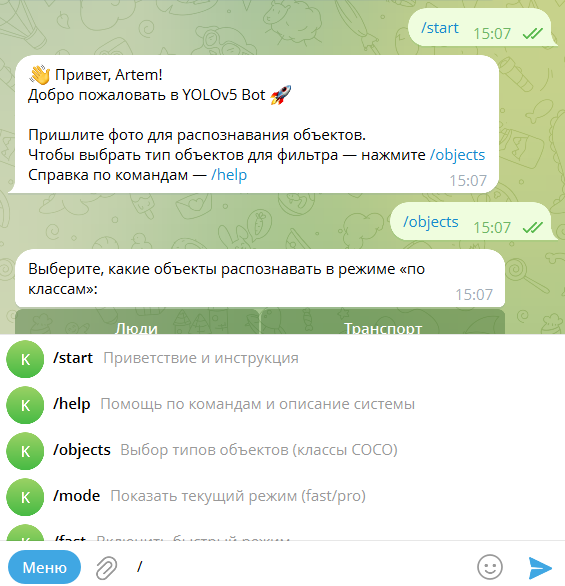 /start 15:07
👋 Привет, Artem!
Добро пожаловать в YOLOv5 Bot 🚀
Пришлите фото для распознавания объектов.
Чтобы выбрать тип объектов для фильтра — нажмите /objects
Справка по командам — /help
15:07
/objects 15:07
Выберите, какие объекты распознавать в режиме «по
классам»:
15:07
Люди Транспорт
K /start Приветствие и инструкция
K /help Помощь по командам и описание системы
K /objects Выбор типов объектов (классы COCO)
K /mode Показать текущий режим (fast/pro)
K /fast Включить быстрый режим
Меню /